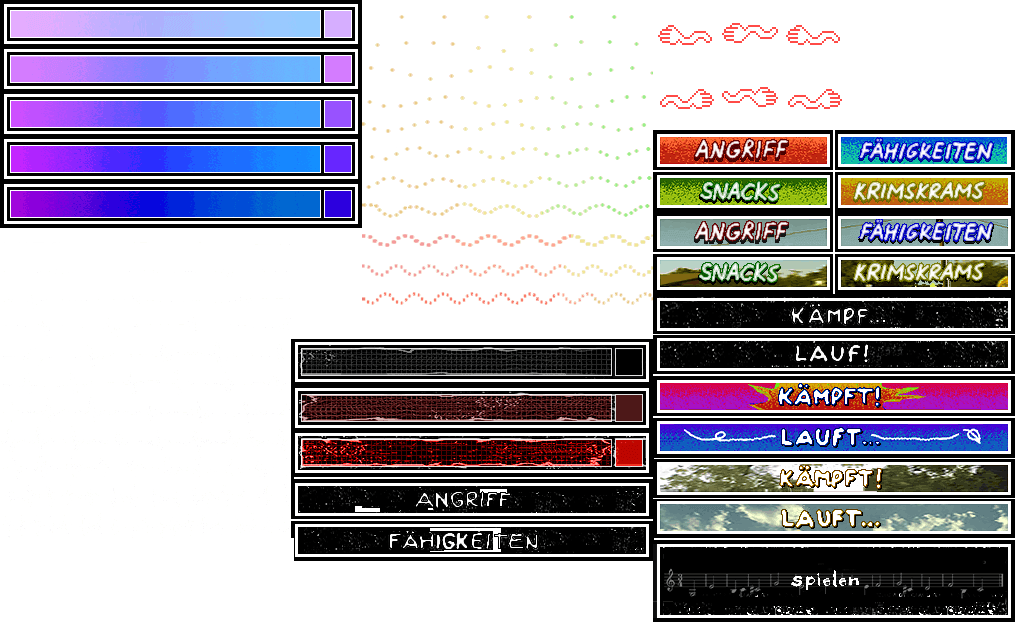 ANGRIFF FÄHIGKEITEN
SNACKS KRIMSKRAMS
ANGRIFF FÄHIGKEITEN
SNACKS KRIMSKRAMS
KÄMPF...
LAUF!
KÄMPFT!
LAUFT...
KÄMPFT!
LAUFT...
spielen
ANGRIFF
FÄHIGKEITEN